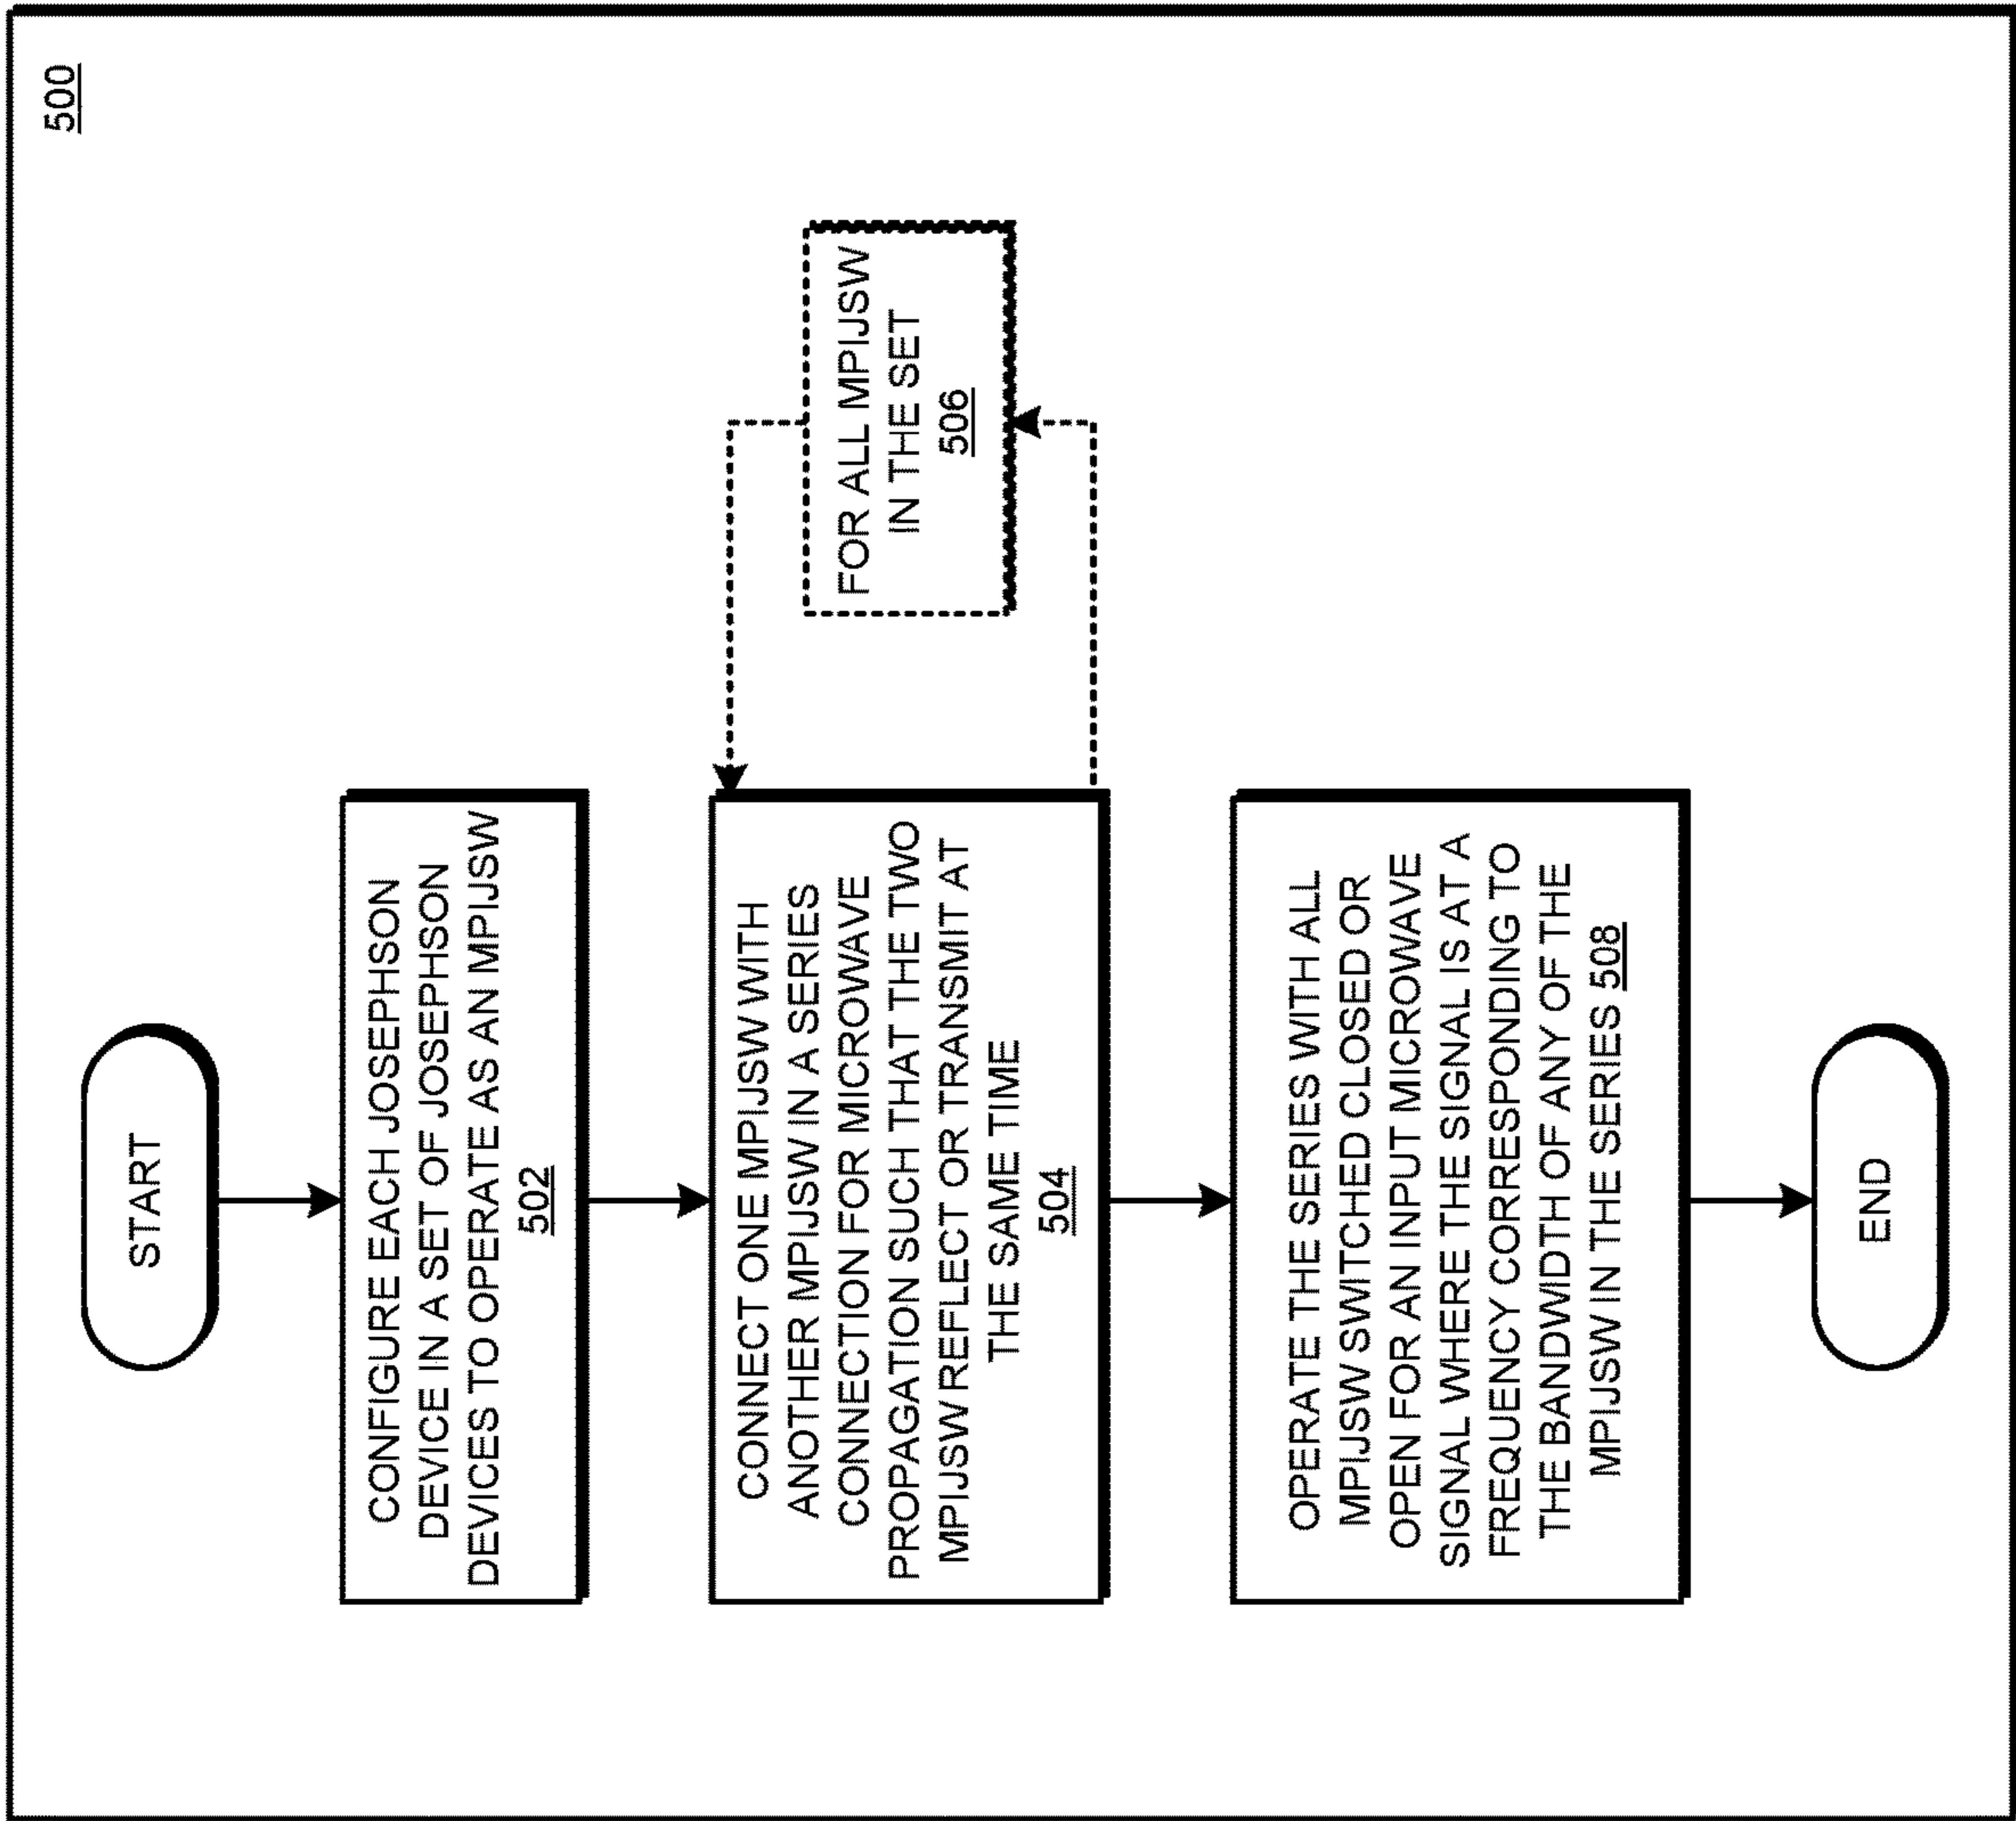 500
START
CONFIGURE EACH JOSEPHSON
DEVICE IN A SET OF JOSEPHSON
DEVICES TO OPERATE AS AN MPIJSW
502
CONNECT ONE MPIJSW WITH
ANOTHER MPIJSW IN A SERIES
CONNECTION FOR MICROWAVE
PROPAGATION SUCH THAT THE TWO
MPIJSW REFLECT OR TRANSMIT AT
THE SAME TIME
504
FOR ALL MPIJSW
IN THE SET
506
OPERATE THE SERIES WITH ALL
MPIJSW SWITCHED CLOSED OR
OPEN FOR AN INPUT MICROWAVE
SIGNAL WHERE THE SIGNAL IS AT A
FREQUENCY CORRESPONDING TO
THE BANDWIDTH OF ANY OF THE
MPIJSW IN THE SERIES 508
END